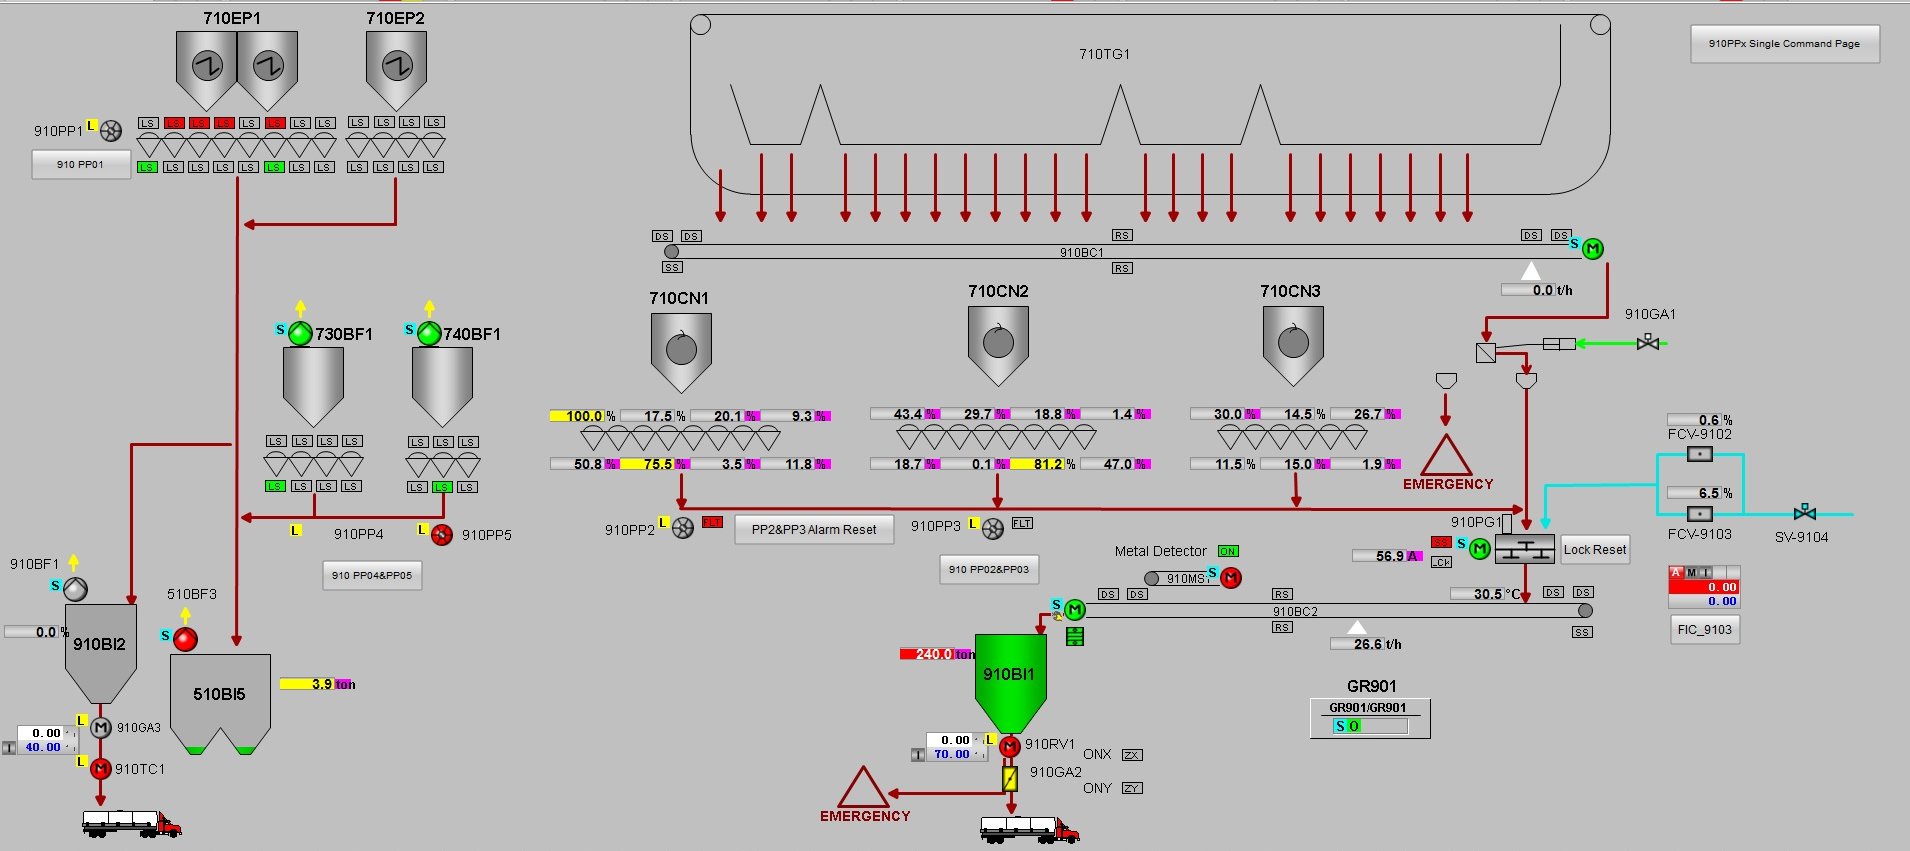 710EP1
710EP2
710TG1
910PPx Single Command Page
910PP1 L
LS LS LS LS LS LS LS LS
LS LS LS LS
910 PP01
LS LS LS LS LS LS LS LS
LS LS LS LS
DS DS
RS
DS DS
S M
910BC1
SS
RS
0.0 t/h
710CN1
710CN2
710CN3
910GA1
S 730BF1
S 740BF1
100.0 % 17.5 % 20.1 % 9.3 %
43.4 % 29.7 % 18.8 % 1.4 %
30.0 % 14.5 % 26.7 %
0.6 %
FCV-9102
LS LS LS LS
LS LS LS
50.8 % 75.5 % 3.5 % 11.8 %
18.7 % 0.1 % 81.2 % 47.0 %
11.5 % 15.0 % 1.9 %
EMERGENCY
6.5 %
LS LS LS LS
LS LS LS
FCV-9103
SV-9104
L 910PP4
L 910PP5
910PP2 L FLT
PP2&PP3 Alarm Reset
910PP3 L FLT
910PG1
SS S M
Lock Reset
56.9 A
Metal Detector ON
910BF1
S
910 PP04&PP05
910 PP02&PP03
S M
30.5 °C
DS DS
RS
DS DS
A M I
0.00
0.00
510BF3
S
S M
910BC2
RS
SS
FIC_9103
26.6 t/h
0.0 %
910BI2
240.0 ton
910BI1
510BI5
3.9 ton
GR901
GR901/GR901
S O
L M 910GA3
0.00
I 40.00
L M 910TC1
0.00
I 70.00
L M 910RV1
910GA2
ONX ZX
ONY ZY
EMERGENCY